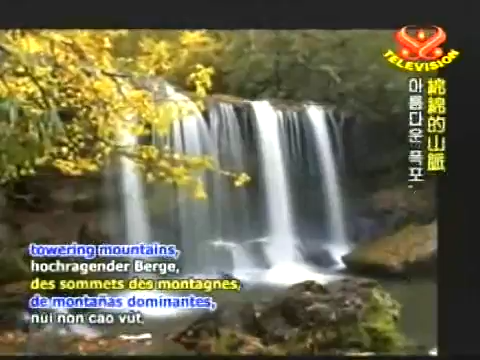 TELEVISION
綿綿的山脈
아름다운 폭포.
towering mountains,
hochragender Berge,
des sommets des montagnes,
de montañas dominantes,
núi non cao vút,